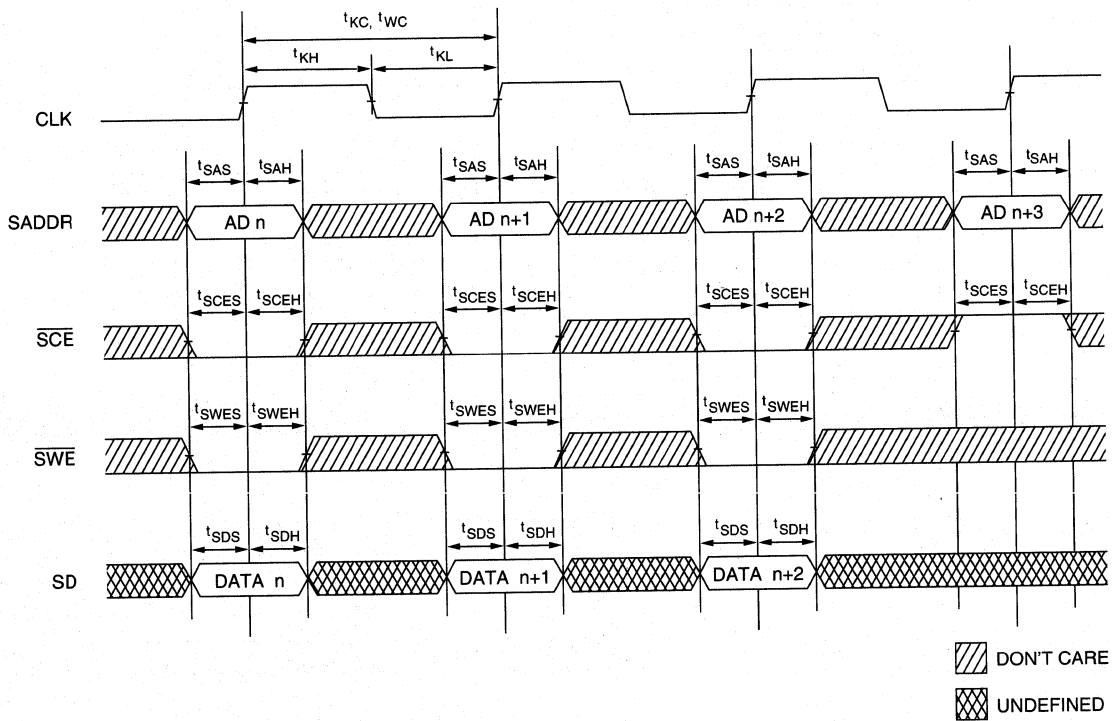 tKC, tWC
tKH tKL
CLK
tSAS tSAH tSAS tSAH tSAS tSAH tSAS tSAH
SADDR AD n AD n+1 AD n+2 AD n+3
tSCES tSCEH tSCES tSCEH tSCES tSCEH tSCES tSCEH
SCE
tSWES tSWEH tSWES tSWEH tSWES tSWEH
SWE
tSDS tSDH tSDS tSDH tSDS tSDH
SD DATA n DATA n+1 DATA n+2
DON'T CARE
UNDEFINED